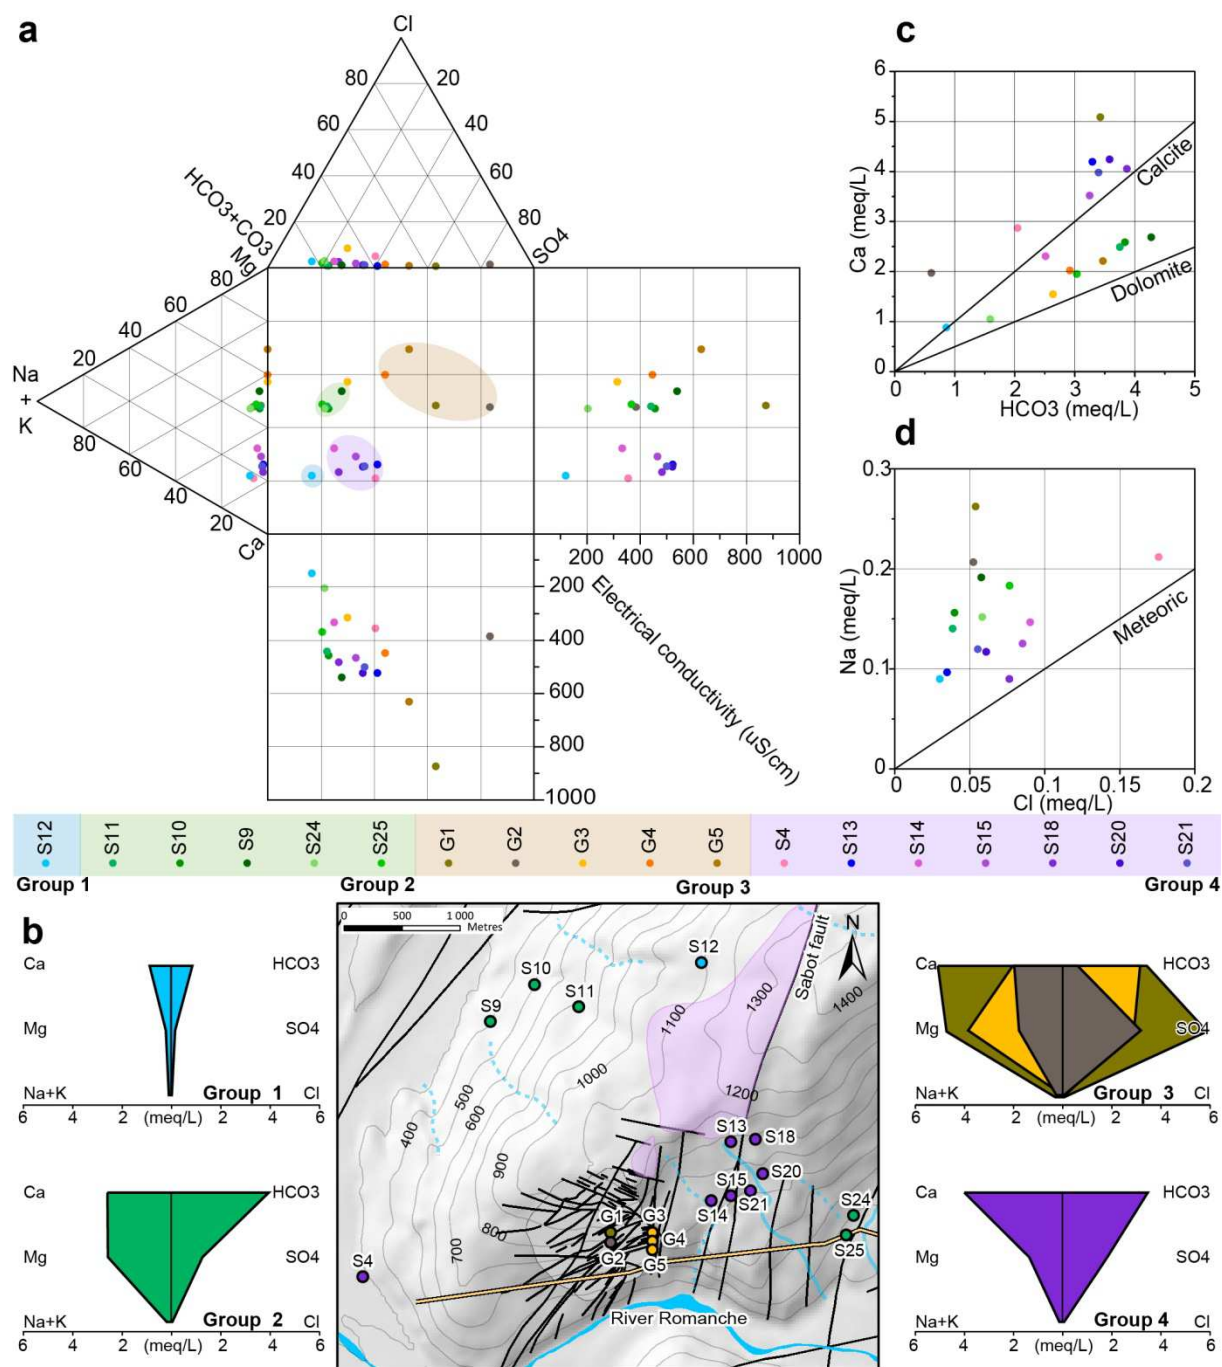 a
Cl
80
20
60
40
40
60
20
80
HCO3+CO3
SO4
Mg
80
60
40
20
Na
+
K
80
60
40
20
Ca
200
400
600
800
1000
200
400
600
800
1000
Electrical conductivity (uS/cm)
c
6
5
4
3
2
1
0
Ca (meq/L)
Calcite
Dolomite
0
1
2
3
4
5
HCO3 (meq/L)
d
0.3
0.2
0.1
0
Na (meq/L)
Meteoric
0
0.05
0.1
0.15
0.2
Cl (meq/L)
S12
S11
S10
S9
S24
S25
G1
G2
G3
G4
G5
S4
S13
S14
S15
S18
S20
S21
Group 1
Group 2
Group 3
Group 4
b
Ca
HCO3
Mg
SO4
Na+K
Group 1
Cl
6
4
2
(meq/L)
2
4
6
Ca
HCO3
Mg
SO4
Na+K
Group 2
Cl
6
4
2
(meq/L)
2
4
6
0 500 1 000
Metres
N
Sabot fault
S12
S10
S11
S9
1400
1300
1100
1200
1000
500
600
400
900
800
700
S13
S18
S20
S15
S14
S21
S24
S25
G1
G3
G4
G2
G5
S4
River Romanche
Ca
HCO3
Mg
SO4
Na+K
Group 3
Cl
6
4
2
(meq/L)
2
4
6
Ca
HCO3
Mg
SO4
Na+K
Group 4
Cl
6
4
2
(meq/L)
2
4
6